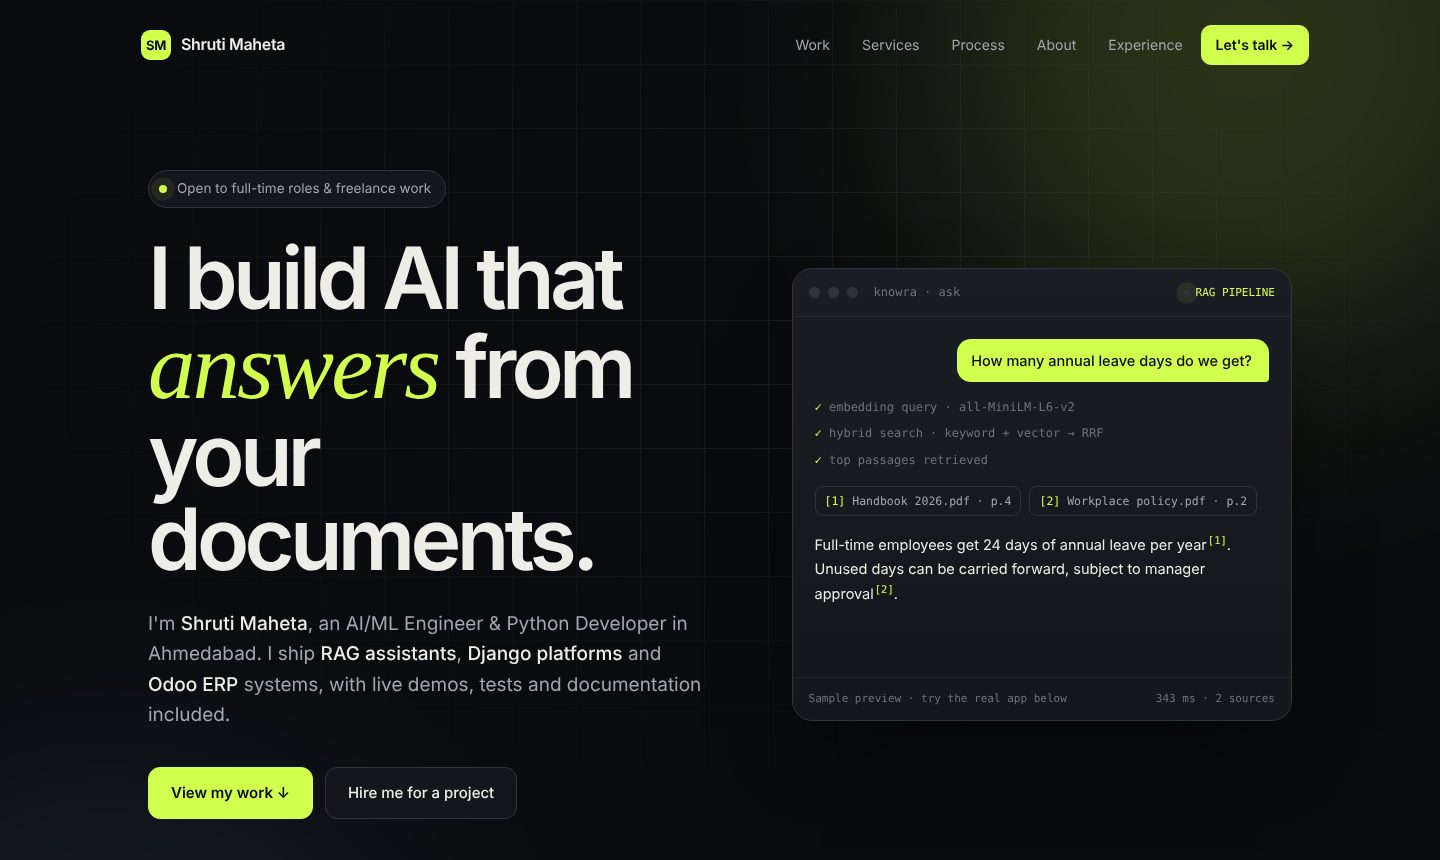 SM Shruti Maheta
Work Services Process About Experience Let's talk →
Open to full-time roles & freelance work
I build AI that
answers from
your
documents.
I'm Shruti Maheta, an AI/ML Engineer & Python Developer in
Ahmedabad. I ship RAG assistants, Django platforms and
Odoo ERP systems, with live demos, tests and documentation
included.
View my work ↓ Hire me for a project
knowra · ask RAG PIPELINE
How many annual leave days do we get?
✓ embedding query · all-MiniLM-L6-v2
✓ hybrid search · keyword + vector → RRF
✓ top passages retrieved
[1] Handbook 2026.pdf · p.4 [2] Workplace policy.pdf · p.2
Full-time employees get 24 days of annual leave per year[1].
Unused days can be carried forward, subject to manager
approval[2].
Sample preview · try the real app below 343 ms · 2 sources